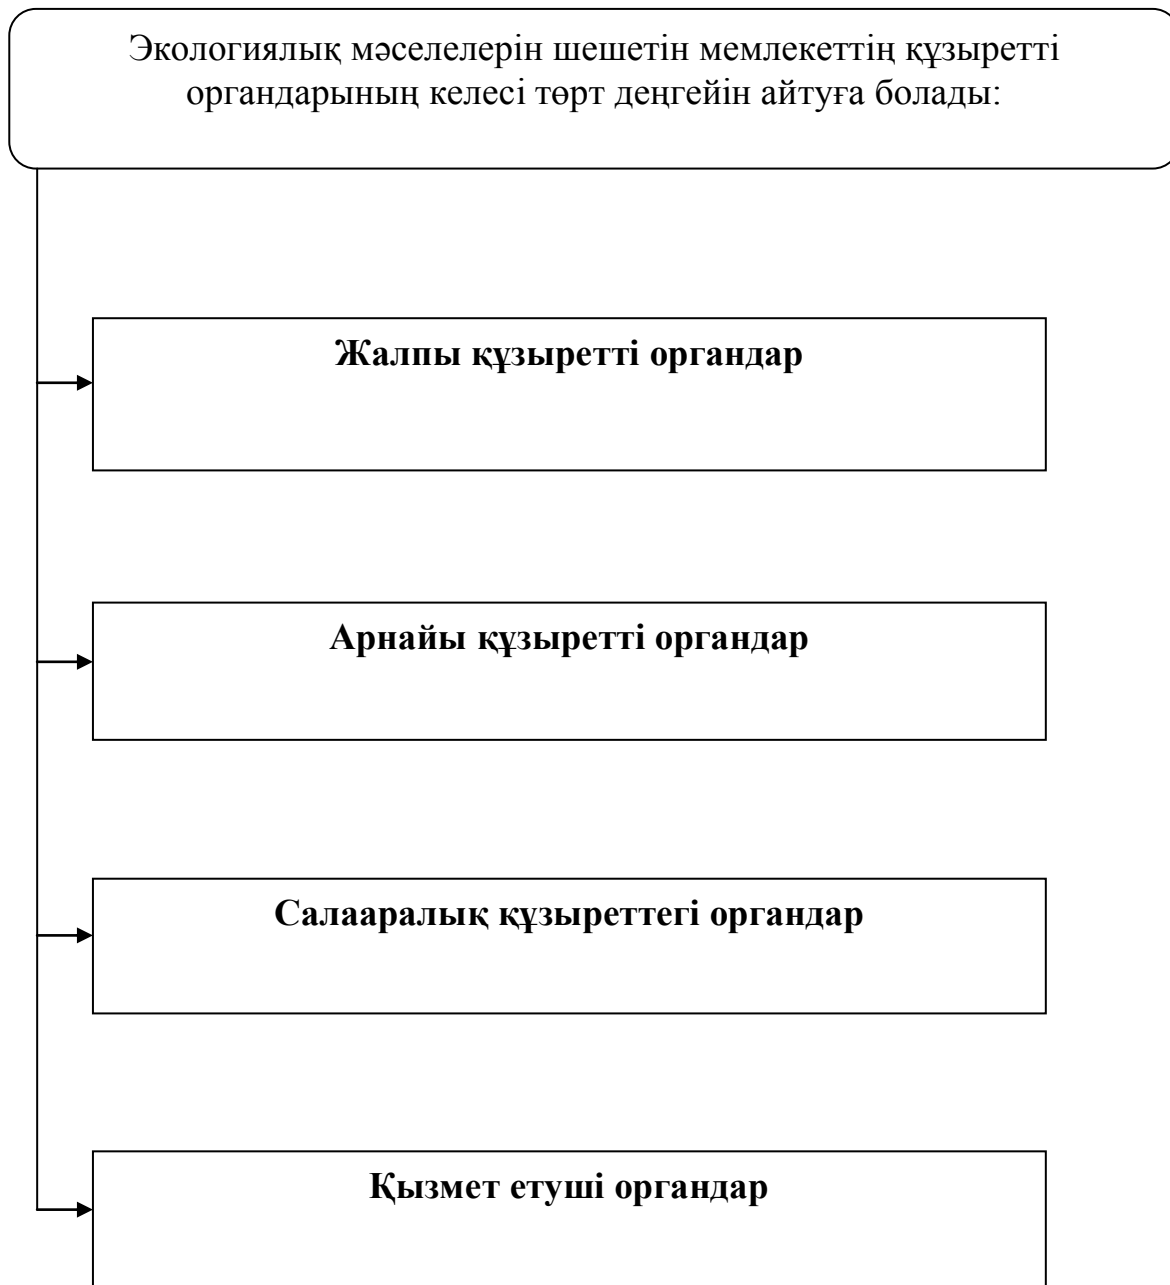 Экологиялық мәселелерін шешетін мемлекеттің құзыретті
органдарының келесі төрт деңгейін айтуға болады:
Жалпы құзыретті органдар
Арнайы құзыретті органдар
Салааралық құзыреттегі органдар
Қызмет етуші органдар